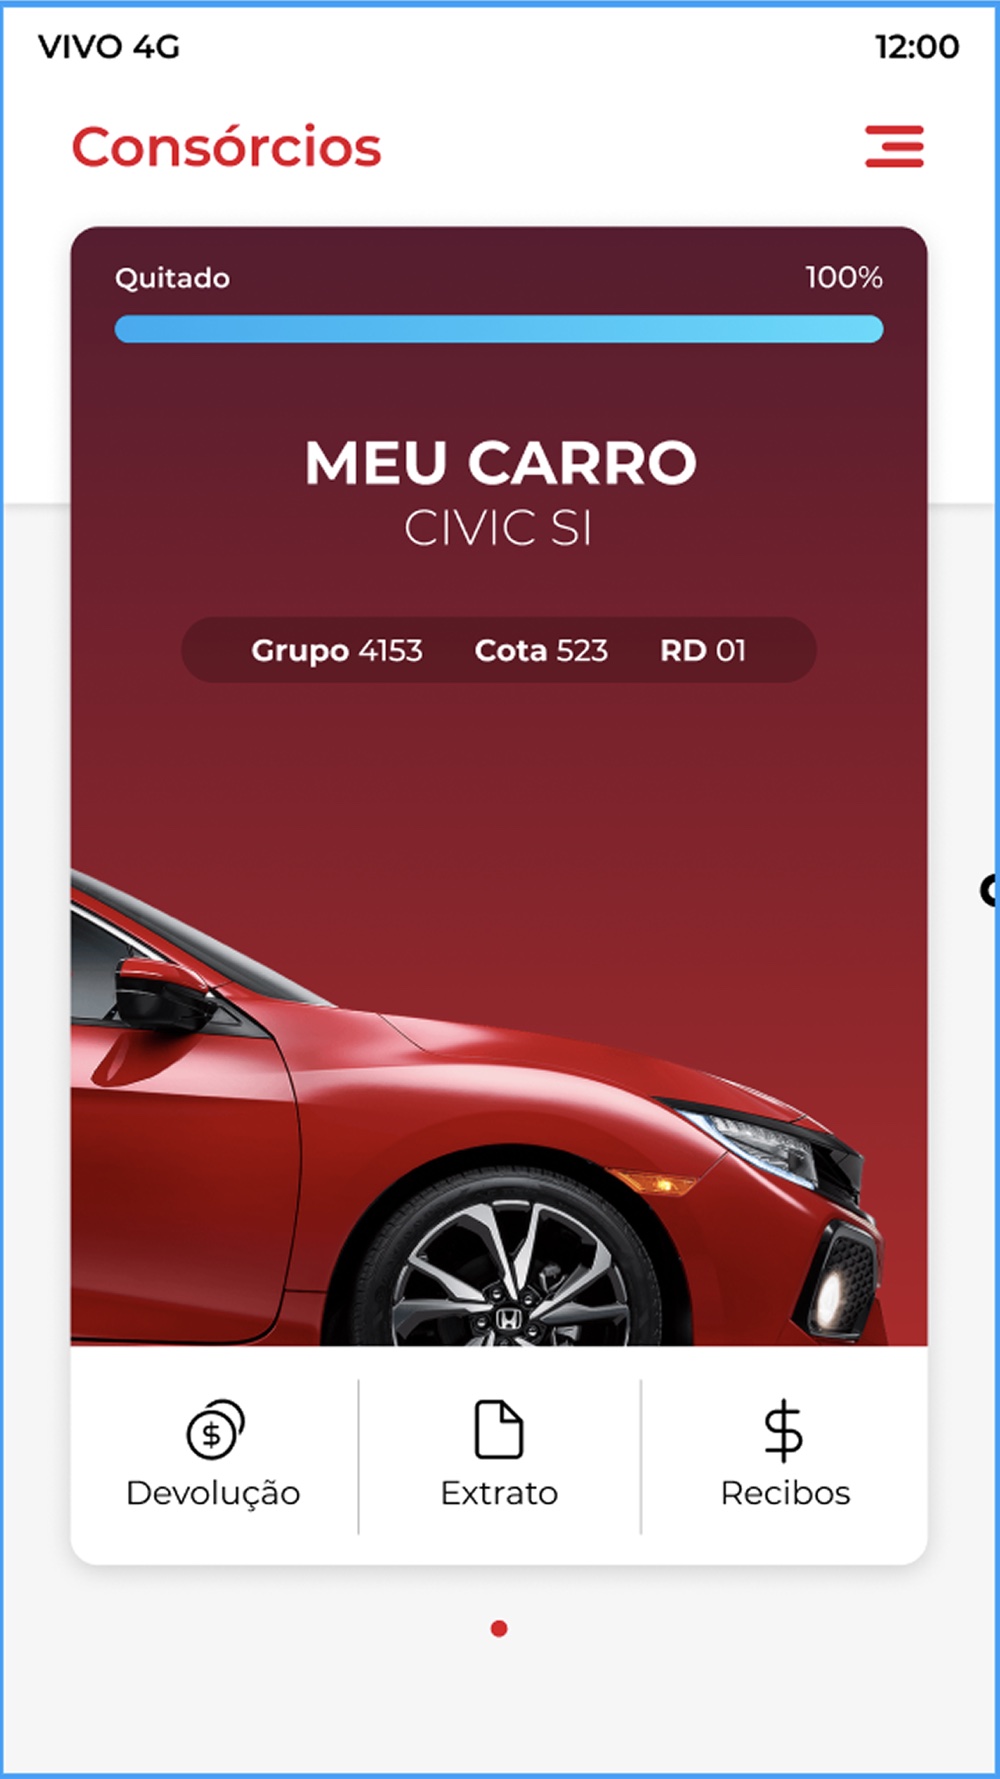 VIVO 4G 12:00
Consórcios
Quitado 100%
MEU CARRO
CIVIC SI
Grupo 4153 Cota 523 RD 01
Devolução Extrato Recibos